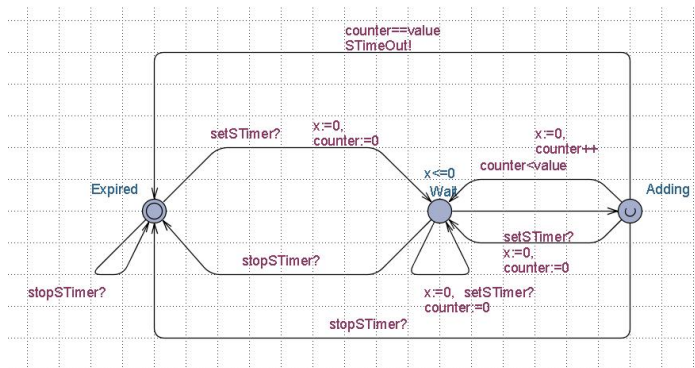 counter==value
STimeOut!
setSTimer?
x:=0,
counter:=0
x:=0,
counter++
counter<value
x<=0
Expired
Wait
Adding
setSTimer?
x:=0,
counter:=0
stopSTimer?
stopSTimer?
x:=0, setSTimer?
counter:=0
stopSTimer?